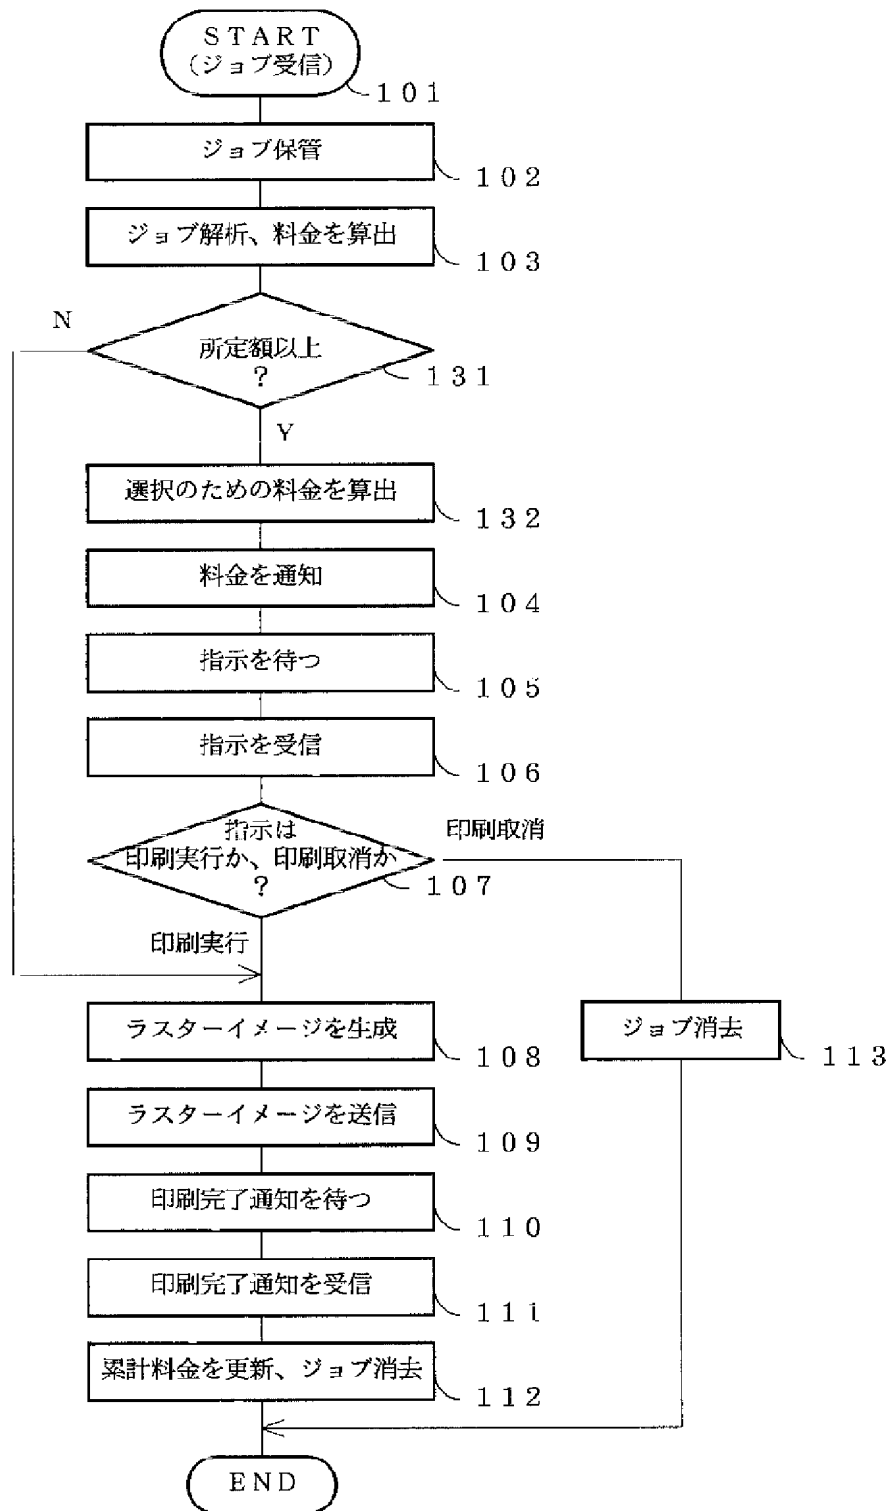 START
(ジョブ受信)
101
ジョブ保管
102
ジョブ解析、料金を算出
103
N
所定額以上
?
131
Y
選択のための料金を算出
132
料金を通知
104
指示を待つ
105
指示を受信
106
指示は
印刷実行か、印刷取消か
?
107
印刷取消
印刷実行
ラスターイメージを生成
108
ジョブ消去
113
ラスターイメージを送信
109
印刷完了通知を待つ
110
印刷完了通知を受信
111
累計料金を更新、ジョブ消去
112
END